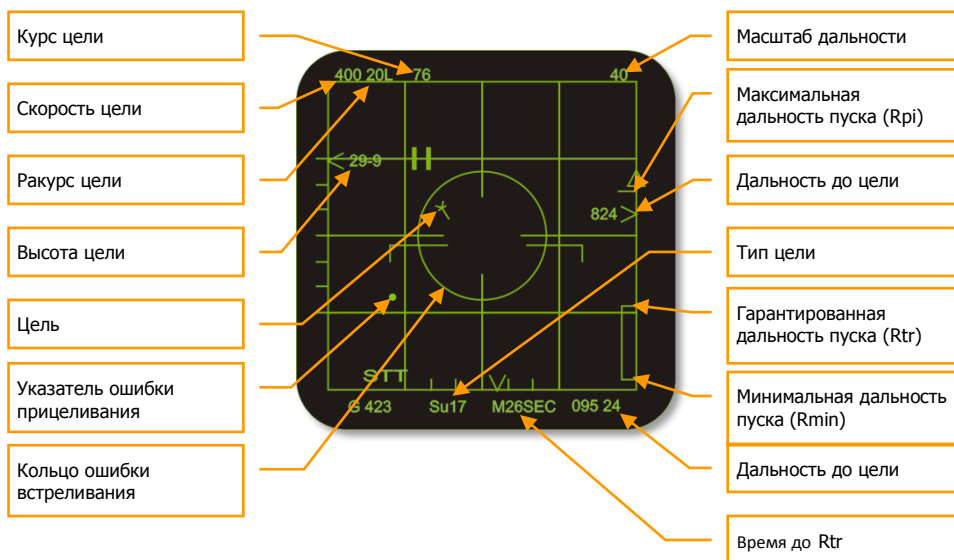 Курс цели
Скорость цели
Ракурс цели
Высота цели
Цель
Указатель ошибки
прицеливания
Кольцо ошибки
встреливания
400 20L 76 40
29-9
824
STT
G 423 Su17 M26SEC 095 24
Масштаб дальности
Максимальная
дальность пуска (Rpi)
Дальность до цели
Тип цели
Гарантированная
дальность пуска (Rtr)
Минимальная дальность
пуска (Rmin)
Дальность до цели
Время до Rtr